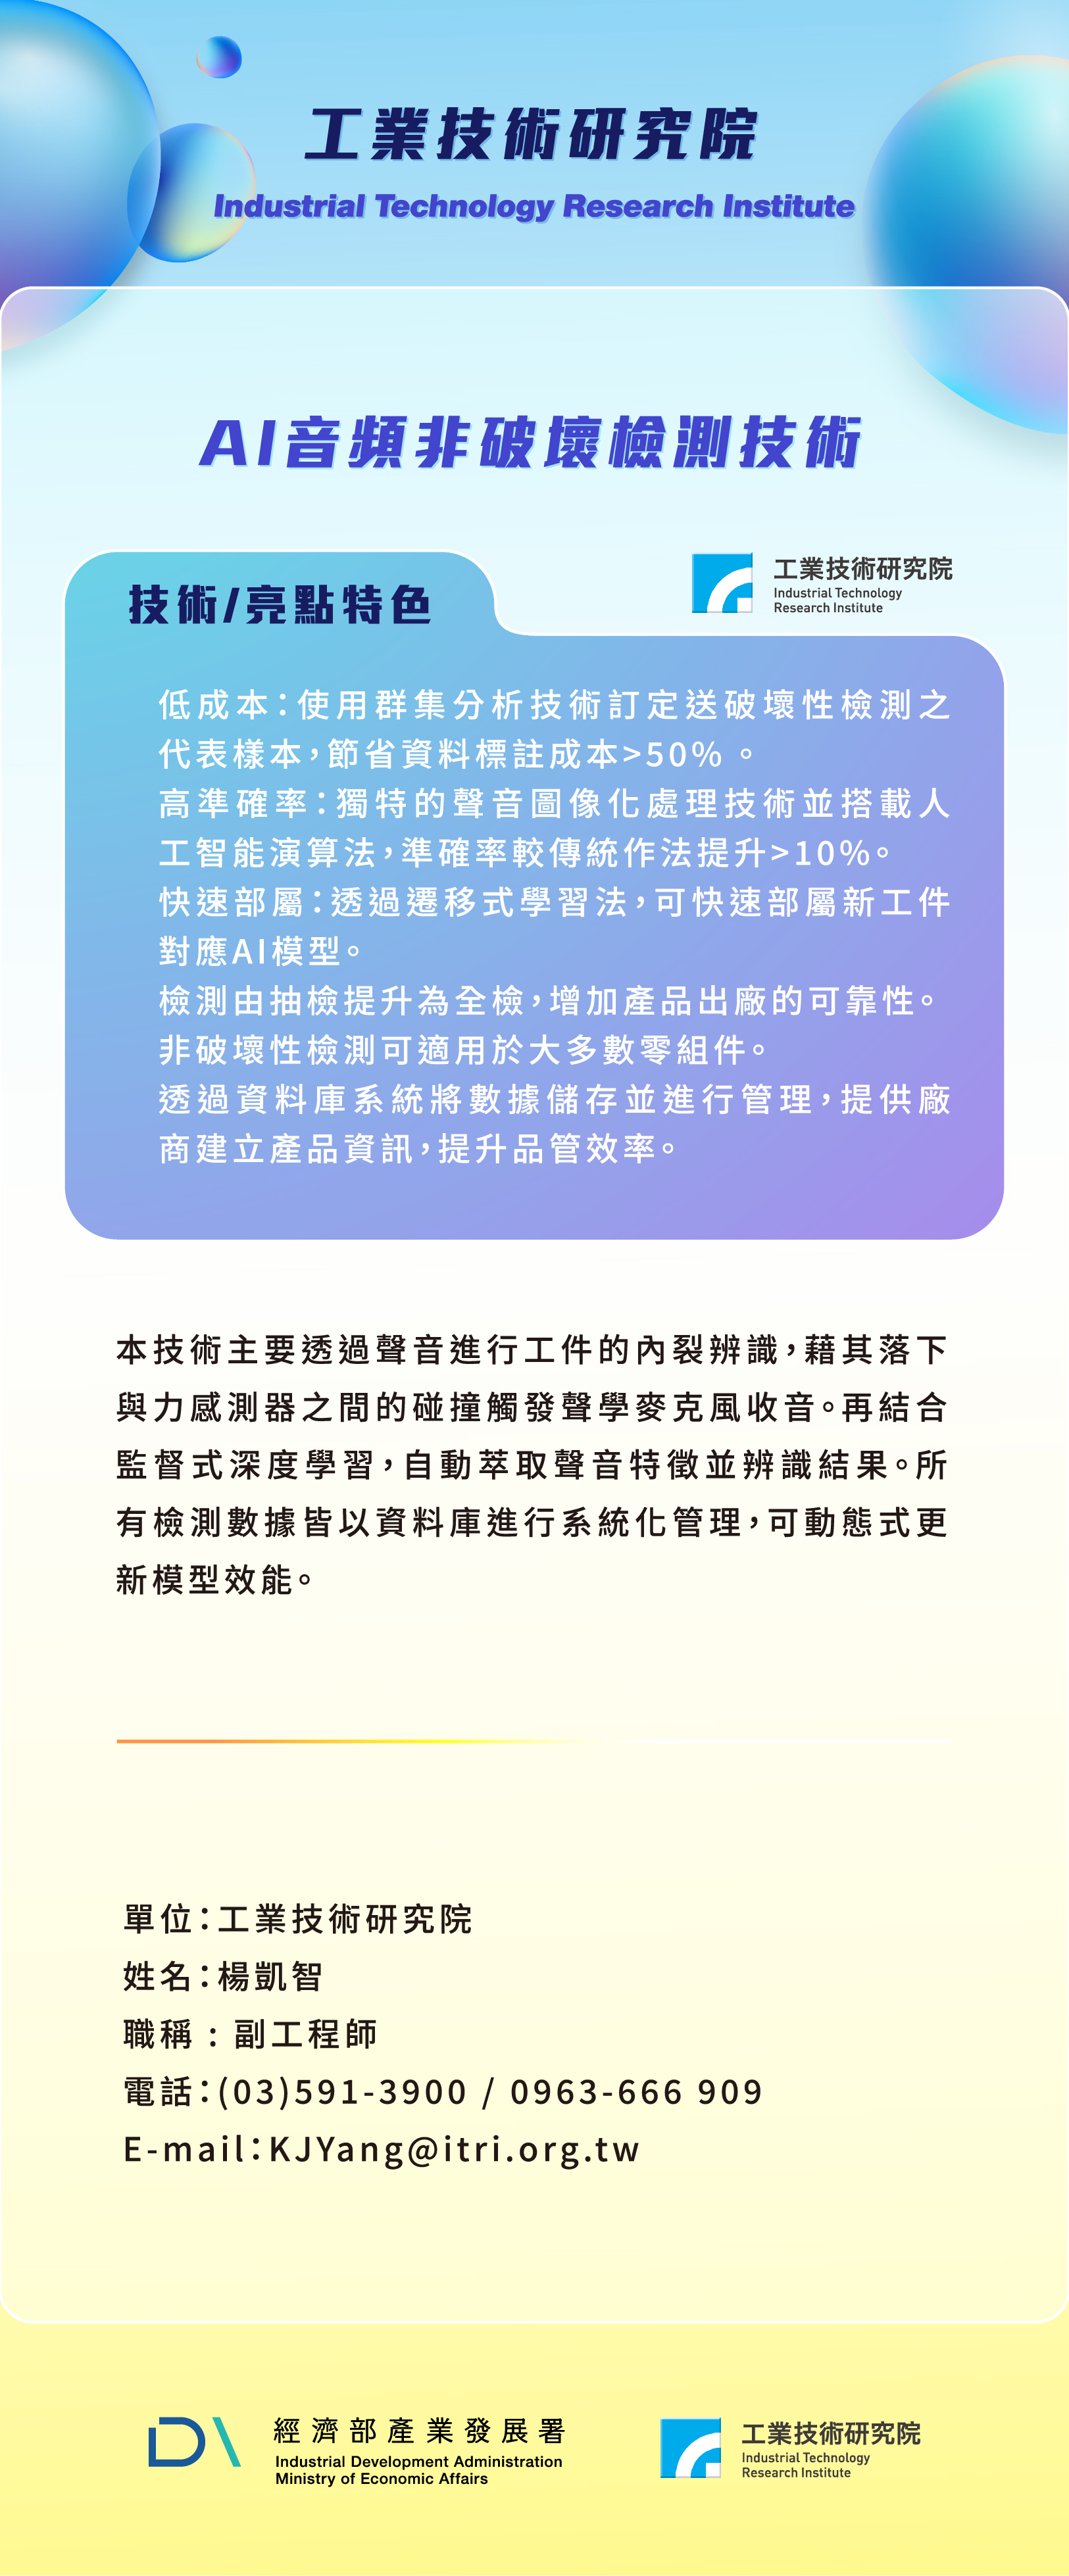 工業技術研究院
Industrial Technology Research Institute
AI音頻非破壞檢測技術
技術/亮點特色
工業技術研究院
Industrial Technology
Research Institute
低成本：使用群集分析技術訂定送破壞性檢測之
代表樣本，節省資料標註成本>50% 。
高準確率：獨特的聲音圖像化處理技術並搭載人
工智能演算法，準確率較傳統作法提升>10%。
快速部屬：透過遷移式學習法，可快速部屬新工件
對應AI模型。
檢測由抽檢提升為全檢，增加產品出廠的可靠性。
非破壞性檢測可適用於大多數零組件。
透過資料庫系統將數據儲存並進行管理，提供廠
商建立產品資訊，提升品管效率。
本技術主要透過聲音進行工件的內裂辨識，藉其落下
與力感測器之間的碰撞觸發聲學麥克風收音。再結合
監督式深度學習，自動萃取聲音特徵並辨識結果。所
有檢測數據皆以資料庫進行系統化管理，可動態式更
新模型效能。
單位：工業技術研究院
姓名：楊凱智
職稱 : 副工程師
電話：(03)591-3900 / 0963-666 909
E-mail：KJYang@itri.org.tw
經濟部產業發展署
Industrial Development Administration
Ministry of Economic Affairs
工業技術研究院
Industrial Technology
Research Institute